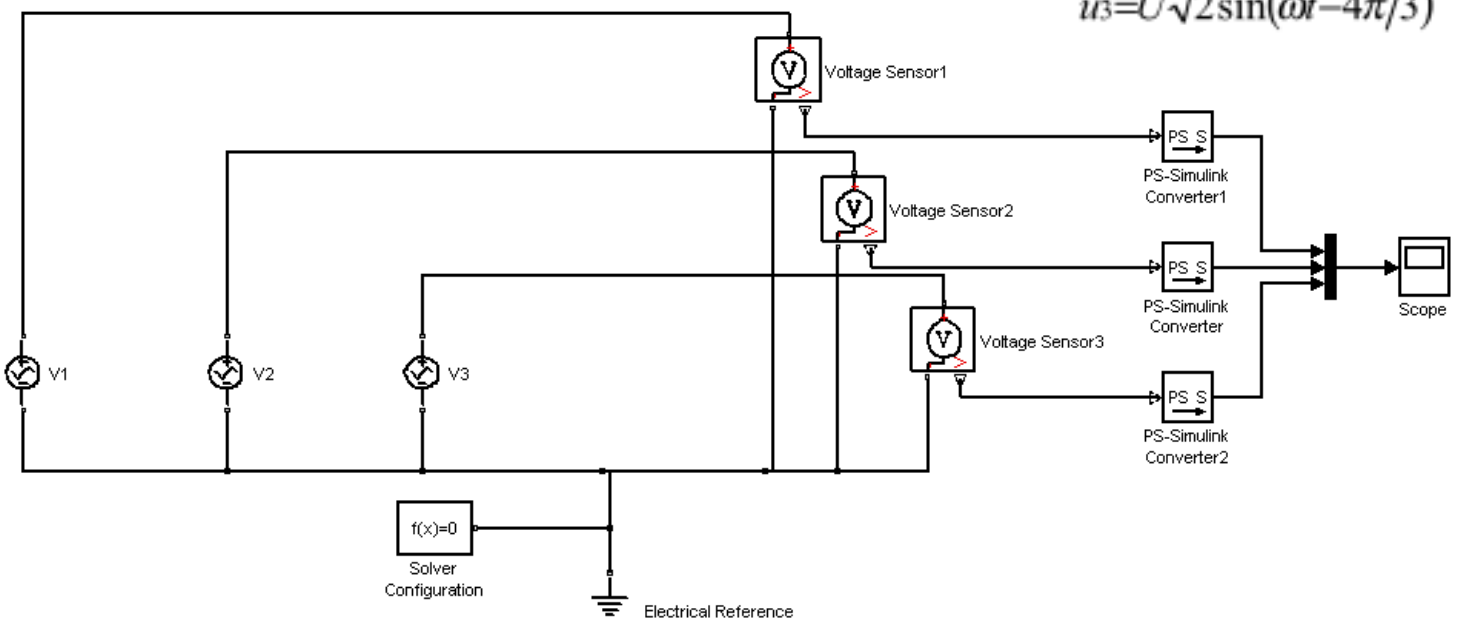 u3=U√2sin(ωt−4π/3)
V
Voltage Sensor1
PS S
PS-Simulink
Converter1
V
Voltage Sensor2
PS S
PS-Simulink
Converter
Scope
V
Voltage Sensor3
V1
V2
V3
PS S
PS-Simulink
Converter2
f(x)=0
Solver
Configuration
Electrical Reference